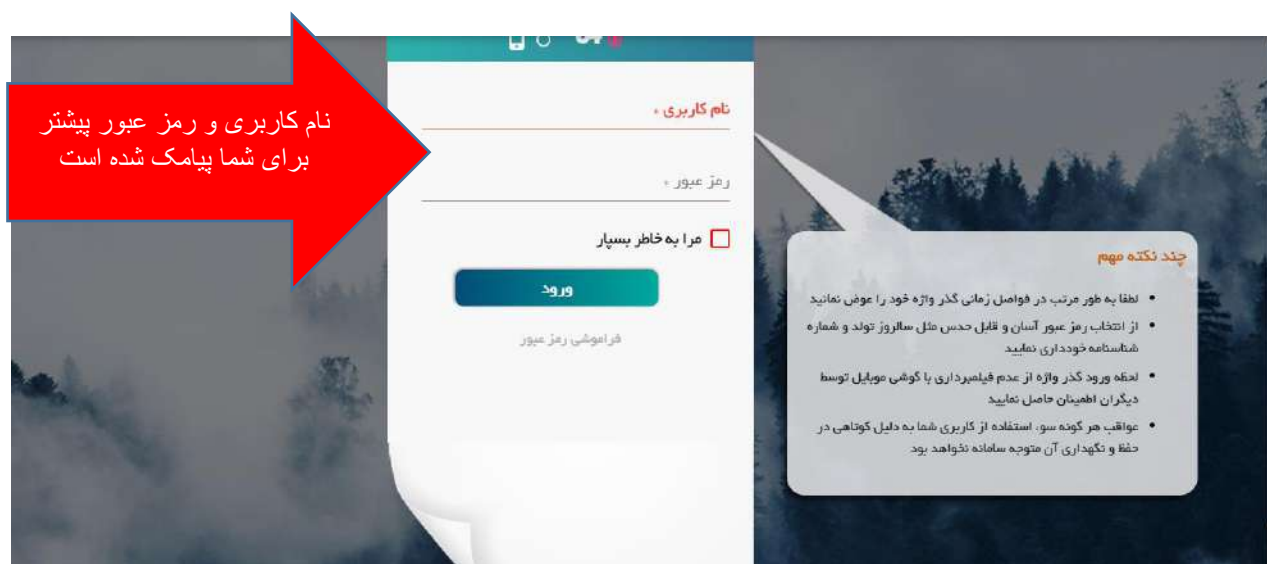 نام کاربری و رمز عبور پیشتر
برای شما پیامک شده است
نام کاربری *
رمز عبور *
مرا به خاطر بسپار
ورود
فراموشی رمز عبور
چند نکته مهم
• لطفا به طور مرتب در فواصل زمانی گذر واژه خود را عوض نمائید
• از انتخاب رمز عبور آسان و قابل حدس مثل سالروز تولد و شماره
شناسنامه خودداری نمایید
• لحظه ورود گذر واژه از عدم فیلمبرداری با گوشی موبایل توسط
دیگران اطمینان حاصل نمایید
• عواقب هر گونه سوء استفاده از کاربری شما به دلیل کوتاهی در
حفظ و نگهداری آن متوجه سامانه نخواهد بود